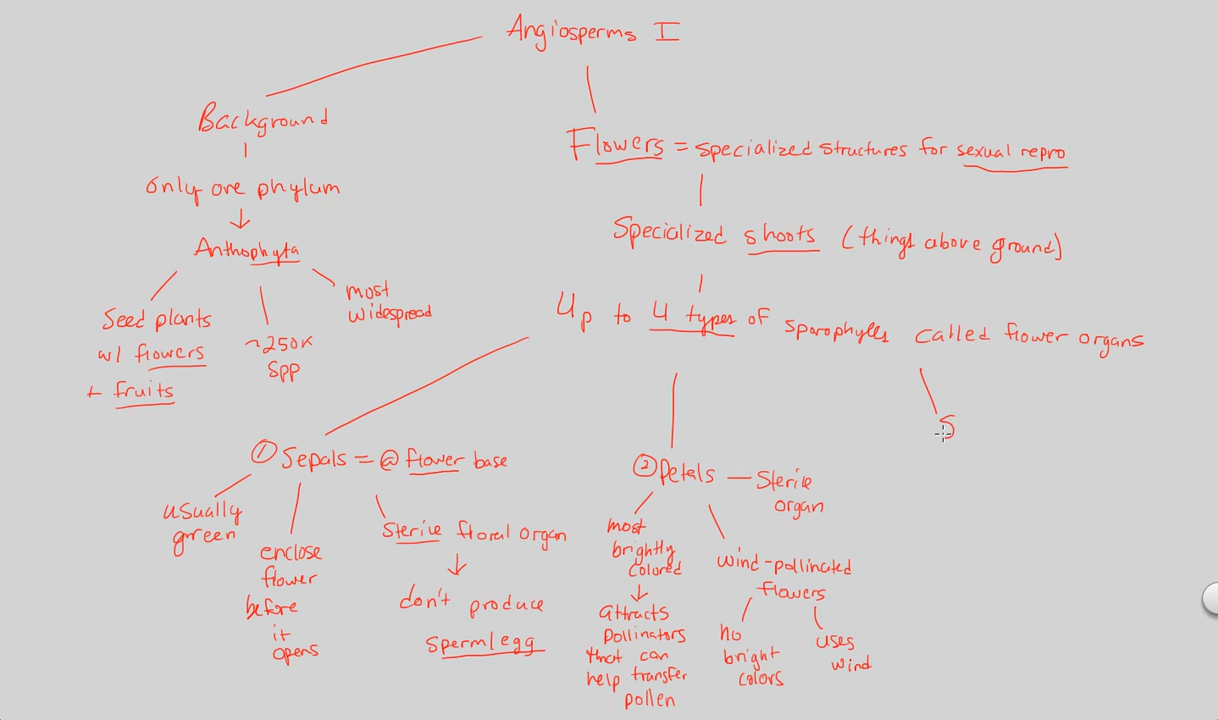 Angiosperms I
Background
only one phylum
Anthophyta
Seed plants
w/ flowers
+ fruits
~250K
Spp
most
widespread
Flowers = specialized structures for sexual repro
Specialized shoots (things above ground)
Up to 4 types of sporophylls called flower organs
① Sepals = @ flower base
usually
green
enclose
flower
before
it
opens
Sterile floral organ
don't produce
sperm/egg
② Petals — Sterile
organ
most
brightly
colored
attracts
pollinators
that can
help transfer
pollen
wind-pollinated
flowers
no
bright
colors
uses
wind
S